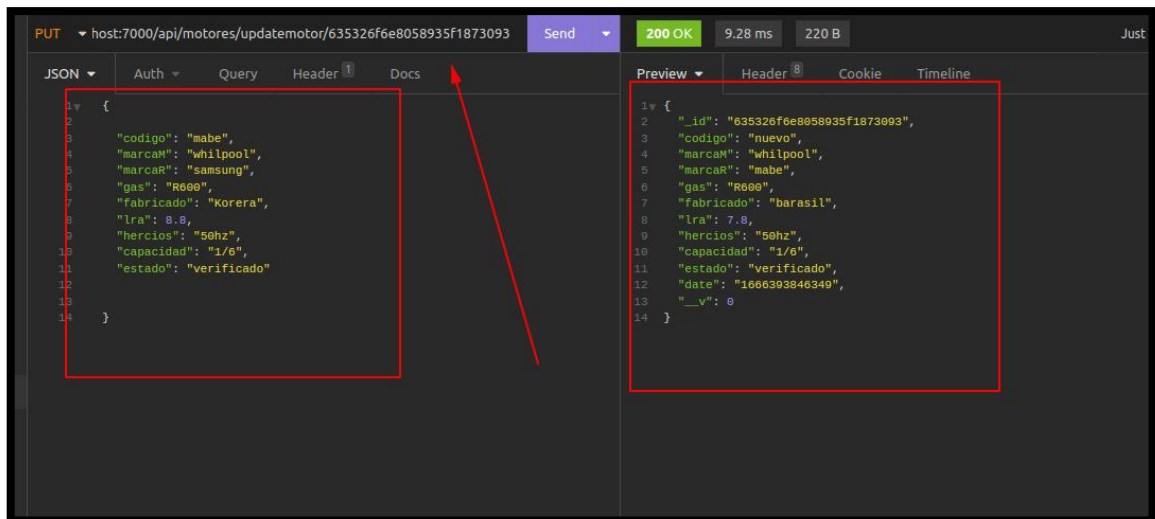 PUT host:7000/api/motores/updatemotor/635326f6e8058935f1873093 Send 200 OK 9.28 ms 220 B Just
JSON Auth Query Header 1 Docs
1 {
2
3 "codigo": "mabe",
4 "marcaM": "whilpool",
5 "marcaR": "samsung",
6 "gas": "R600",
7 "fabricado": "Korera",
8 "lra": 8.8,
9 "hercios": "50hz",
10 "capacidad": "1/6",
11 "estado": "verificado"
12
13
14 }
Preview Header 8 Cookie Timeline
1 {
2 "_id": "635326f6e8058935f1873093",
3 "codigo": "nuevo",
4 "marcaM": "whilpool",
5 "marcaR": "mabe",
6 "gas": "R600",
7 "fabricado": "barasil",
8 "lra": 7.8,
9 "hercios": "50hz",
10 "capacidad": "1/6",
11 "estado": "verificado",
12 "date": "1666393846349",
13 "__v": 0
14 }